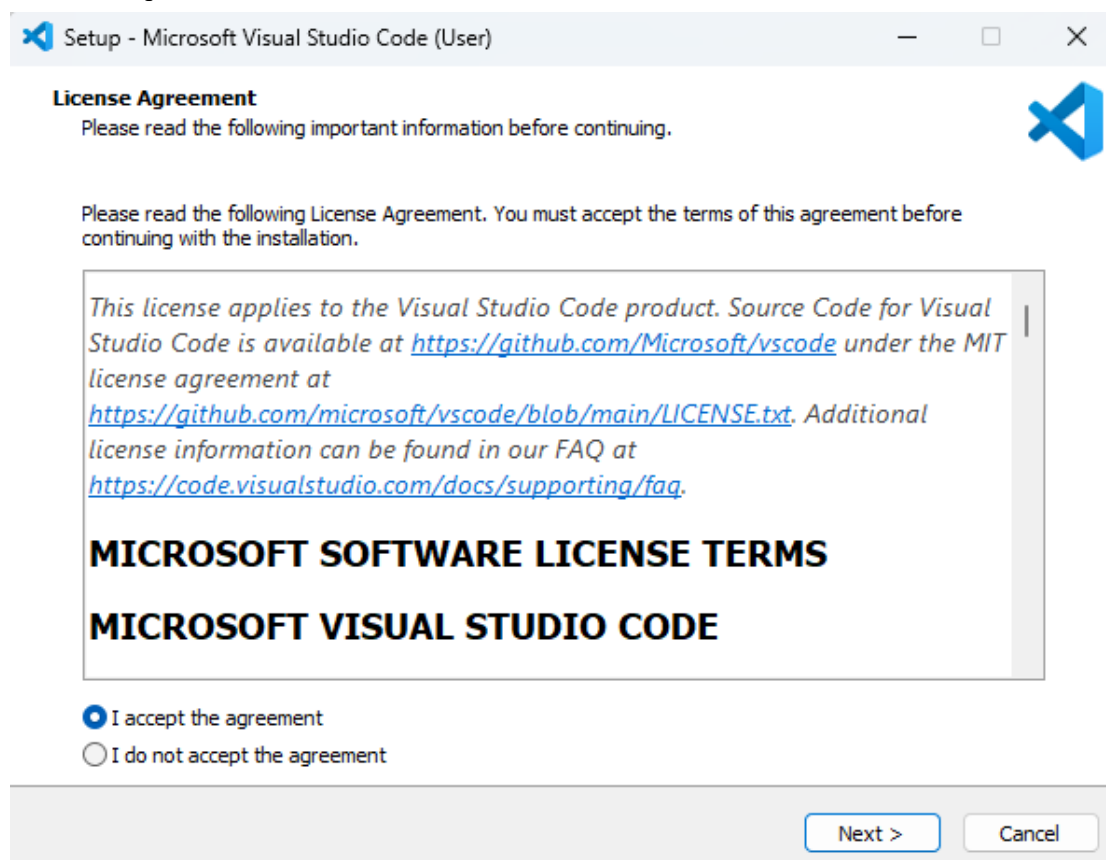 Setup - Microsoft Visual Studio Code (User)
License Agreement
Please read the following important information before continuing.
Please read the following License Agreement. You must accept the terms of this agreement before
continuing with the installation.
This license applies to the Visual Studio Code product. Source Code for Visual
Studio Code is available at https://github.com/Microsoft/vscode under the MIT
license agreement at
https://github.com/microsoft/vscode/blob/main/LICENSE.txt. Additional
license information can be found in our FAQ at
https://code.visualstudio.com/docs/supporting/faq.
MICROSOFT SOFTWARE LICENSE TERMS
MICROSOFT VISUAL STUDIO CODE
I accept the agreement
I do not accept the agreement
Next >
Cancel